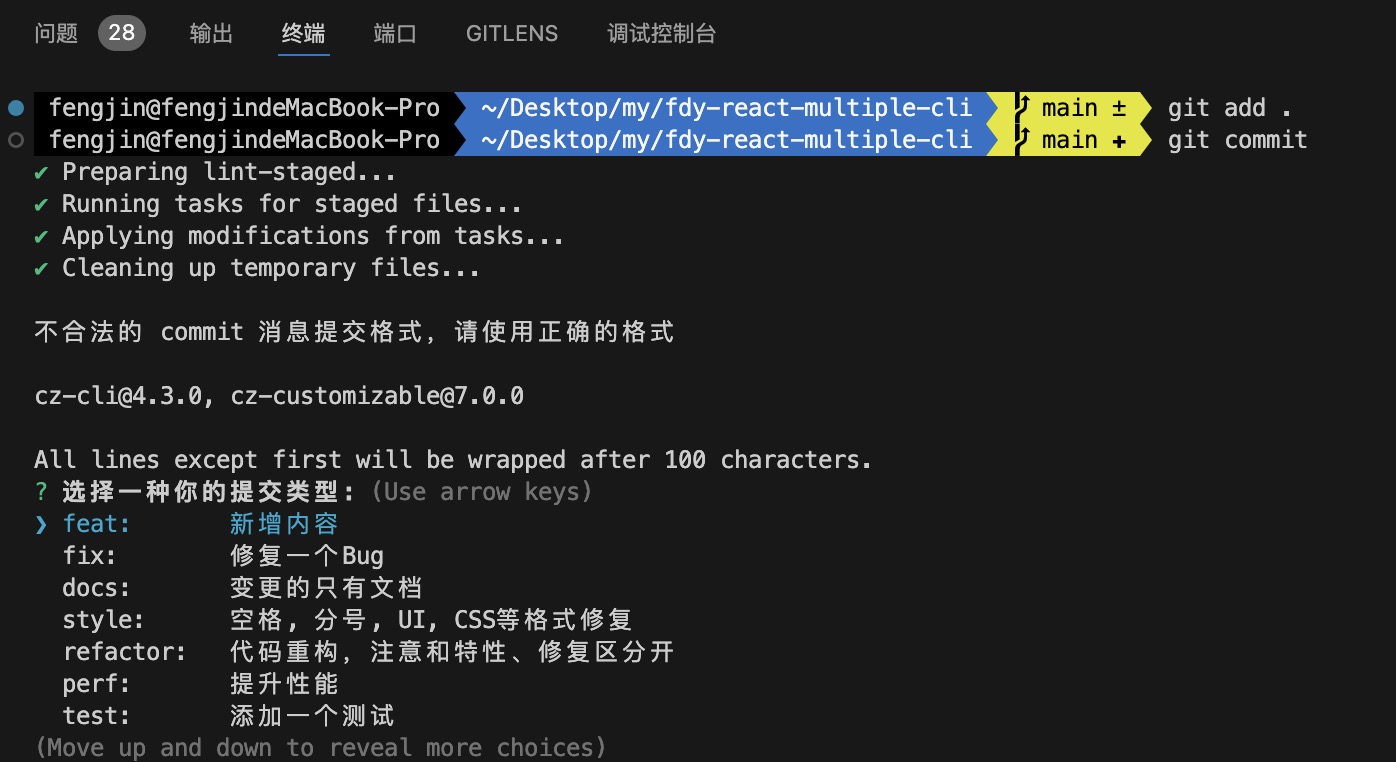 问题 28 输出 终端 端口 GITLENS 调试控制台
fengjin@fengjindeMacBook-Pro ~/Desktop/my/fdy-react-multiple-cli main ± git add .
fengjin@fengjindeMacBook-Pro ~/Desktop/my/fdy-react-multiple-cli main + git commit
✔ Preparing lint-staged...
✔ Running tasks for staged files...
✔ Applying modifications from tasks...
✔ Cleaning up temporary files...
不合法的 commit 消息提交格式，请使用正确的格式
cz-cli@4.3.0, cz-customizable@7.0.0
All lines except first will be wrapped after 100 characters.
? 选择一种你的提交类型: (Use arrow keys)
❯ feat: 新增内容
fix: 修复一个Bug
docs: 变更的只有文档
style: 空格, 分号, UI, CSS等格式修复
refactor: 代码重构，注意和特性、修复区分开
perf: 提升性能
test: 添加一个测试
(Move up and down to reveal more choices)